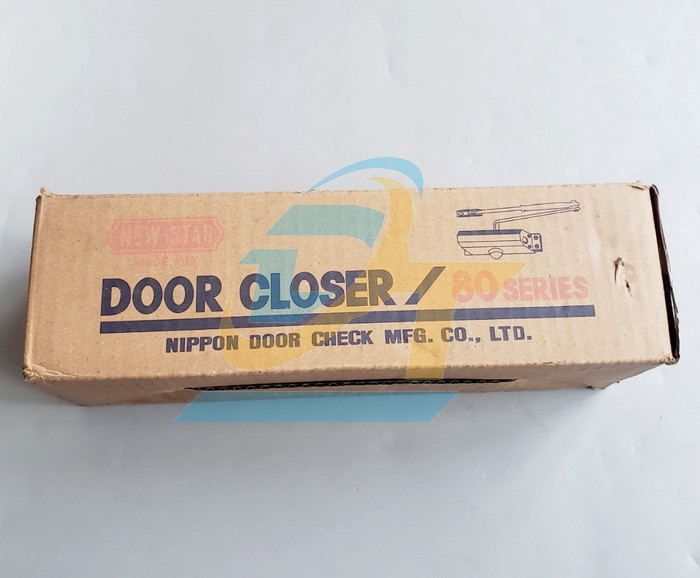 NEW-STAR
DOOR CLOSER / 80 SERIES
NIPPON DOOR CHECK MFG. CO., LTD.